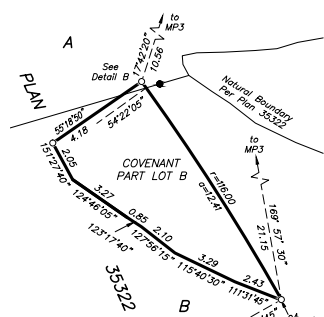 to
MP3
17°42'20"
10.56
A
See
Detail B
PLAN
Natural Boundary
Per Plan 35322
55°18'50"
4.18
54°22'05"
151°27'40"
2.05
COVENANT
PART LOT B
r=116.00
a=12.41
to
MP3
169° 57' 30"
21.15
3.27
124°46'05"
0.85
123°17'40"
2.10
127°56'15"
3.29
115°40'30"
2.43
111°31'45"
35322
B